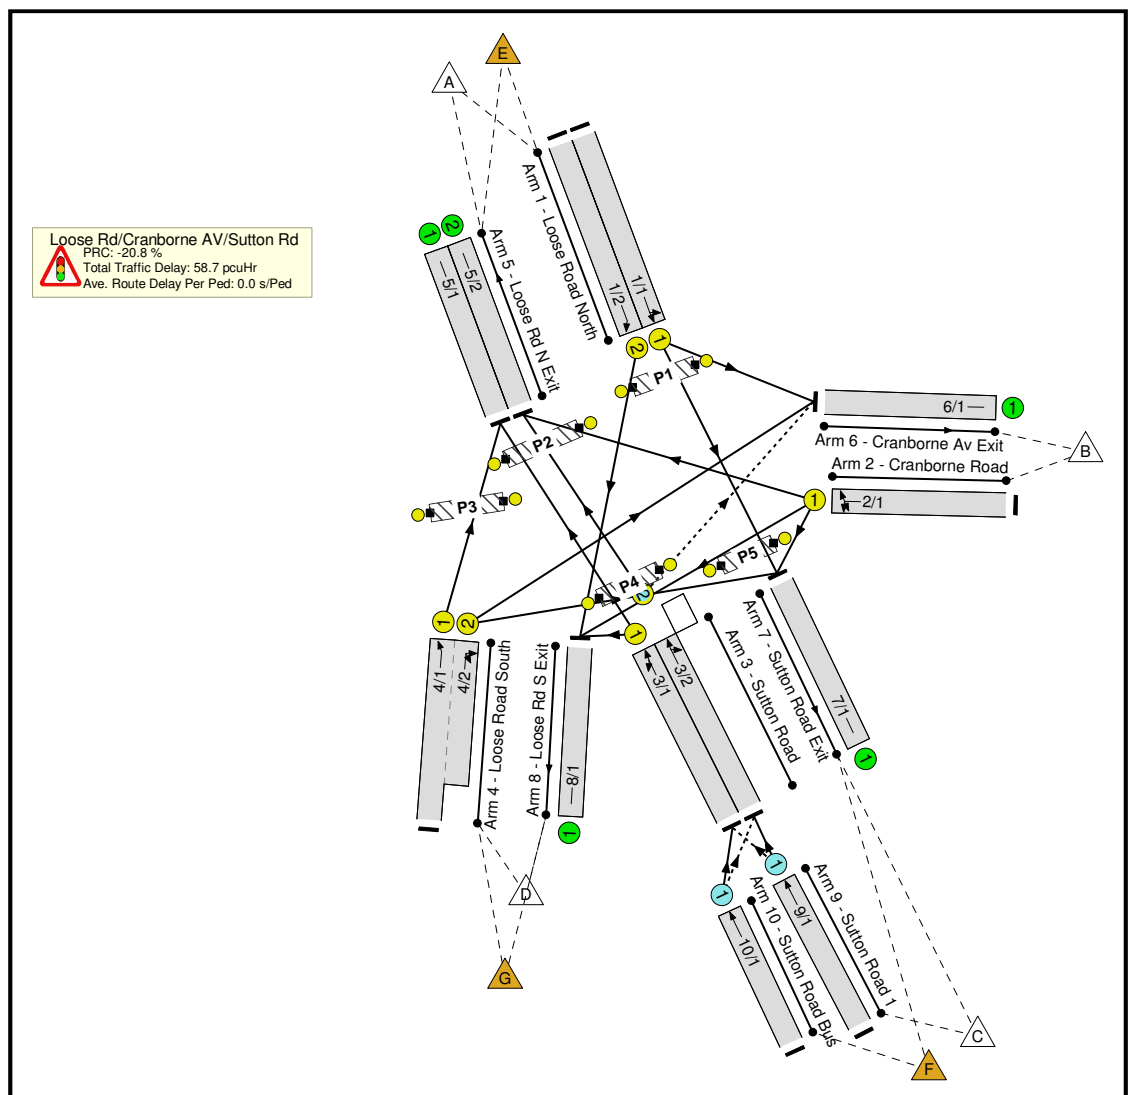 E
A
Arm 1 - Loose Road North
1/1
1/2
1
2
Loose Rd/Cranborne AV/Sutton Rd
PRC: -20.8 %
Total Traffic Delay: 58.7 pcuHr
Ave. Route Delay Per Ped: 0.0 s/Ped
1
2
5/1
5/2
Arm 5 - Loose Rd N Exit
P1
P2
P3
6/1
1
Arm 6 - Cranborne Av Exit
B
Arm 2 - Cranborne Road
1
2/1
P5
P4
2
1
1
2
4/1
4/2
Arm 4 - Loose Road South
Arm 8 - Loose Rd S Exit
8/1
1
3/1
3/2
Arm 3 - Sutton Road
Arm 7 - Sutton Road Exit
7/1
1
D
G
1
1
Arm 10 - Sutton Road Bus
10/1
9/1
Arm 9 - Sutton Road 1
C
F